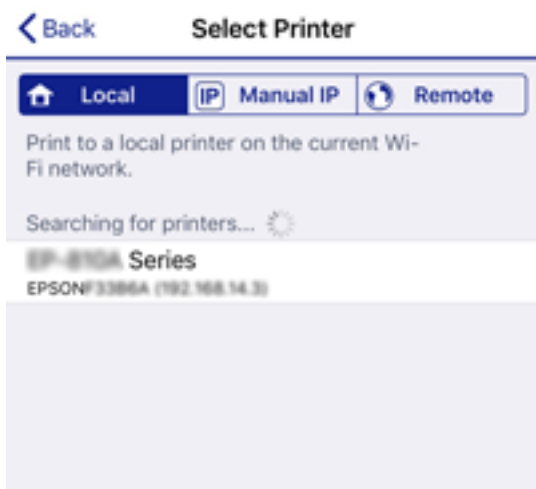 Back Select Printer
Local IP Manual IP Remote
Print to a local printer on the current Wi-
Fi network.
Searching for printers...
Series
EPSON